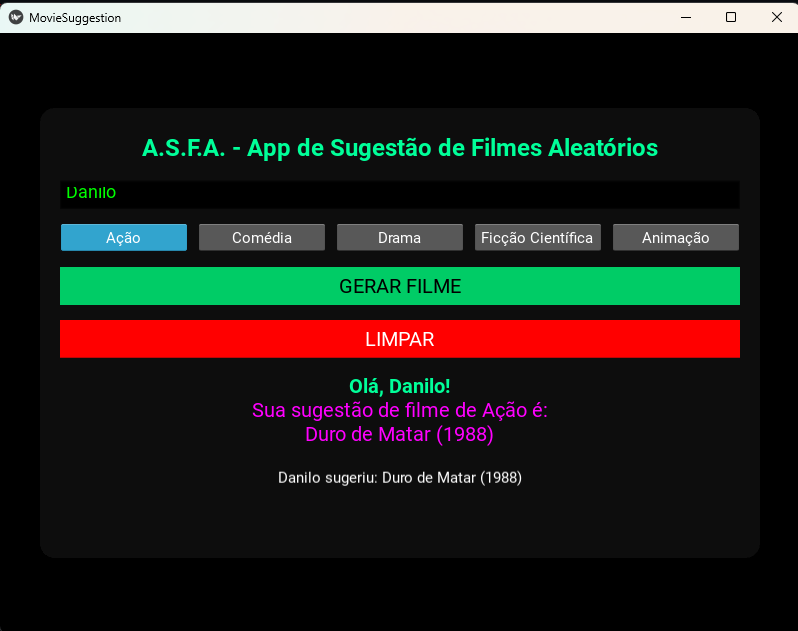 MovieSuggestion
A.S.F.A. - App de Sugestão de Filmes Aleatórios
Danilo
Ação Comédia Drama Ficção Científica Animação
GERAR FILME
LIMPAR
Olá, Danilo!
Sua sugestão de filme de Ação é:
Duro de Matar (1988)
Danilo sugeriu: Duro de Matar (1988)